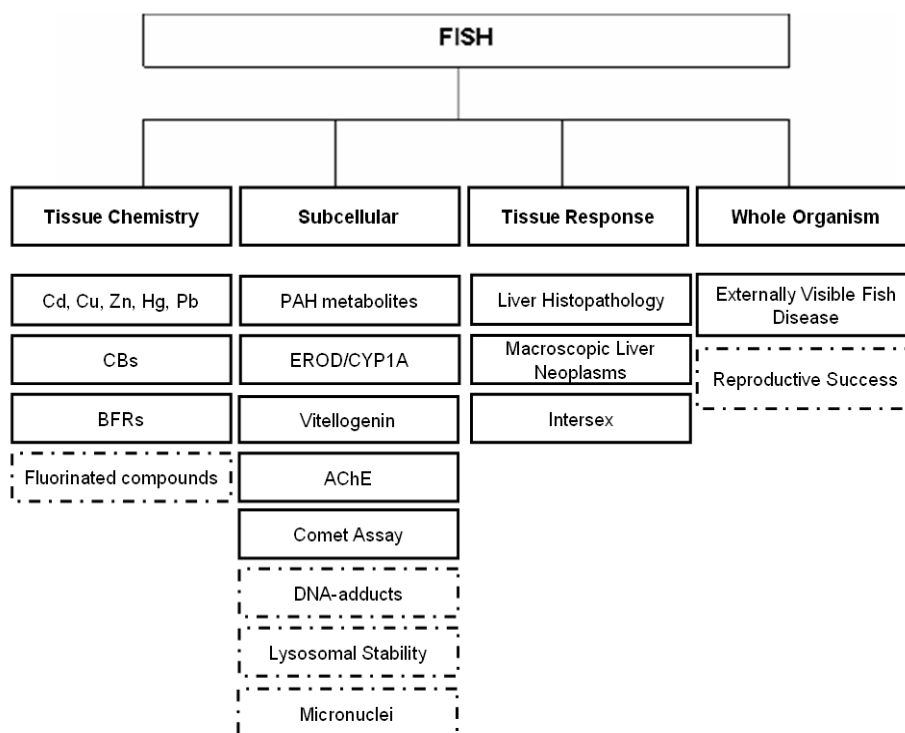 FISH
Tissue Chemistry
Subcellular
Tissue Response
Whole Organism
Cd, Cu, Zn, Hg, Pb
CBs
BFRs
Fluorinated compounds
PAH metabolites
EROD/CYP1A
Vitellogenin
AChE
Comet Assay
DNA-adducts
Lysosomal Stability
Micronuclei
Liver Histopathology
Macroscopic Liver
Neoplasms
Intersex
Externally Visible Fish
Disease
Reproductive Success